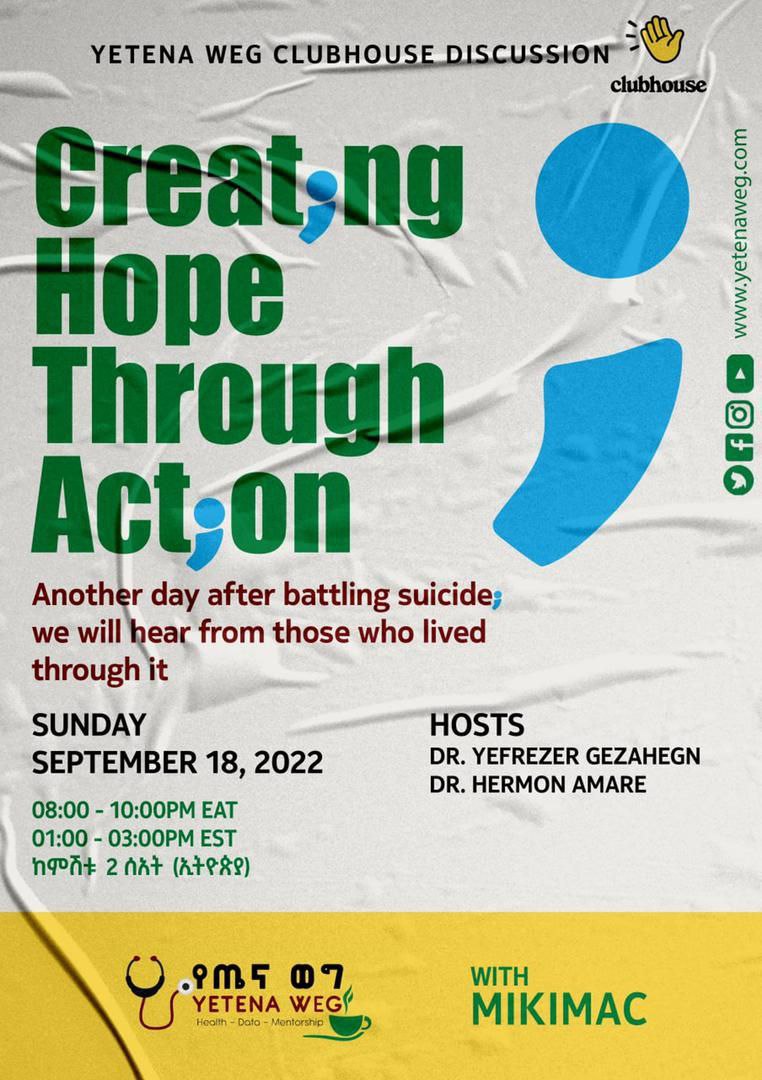 YETENA WEG CLUBHOUSE DISCUSSION
clubhouse
Creat;ng
Hope
Through
Act;on
www.yetenaweg.com
Another day after battling suicide;
we will hear from those who lived
through it
SUNDAY
SEPTEMBER 18, 2022
08:00 - 10:00PM EAT
01:00 - 03:00PM EST
ከምሽቱ 2 ሰአት (ኢትዮጵያ)
HOSTS
DR. YEFREZER GEZAHEGN
DR. HERMON AMARE
የጤና ወግ
YETENA WEG
Health - Data - Mentorship
WITH
MIKIMAC